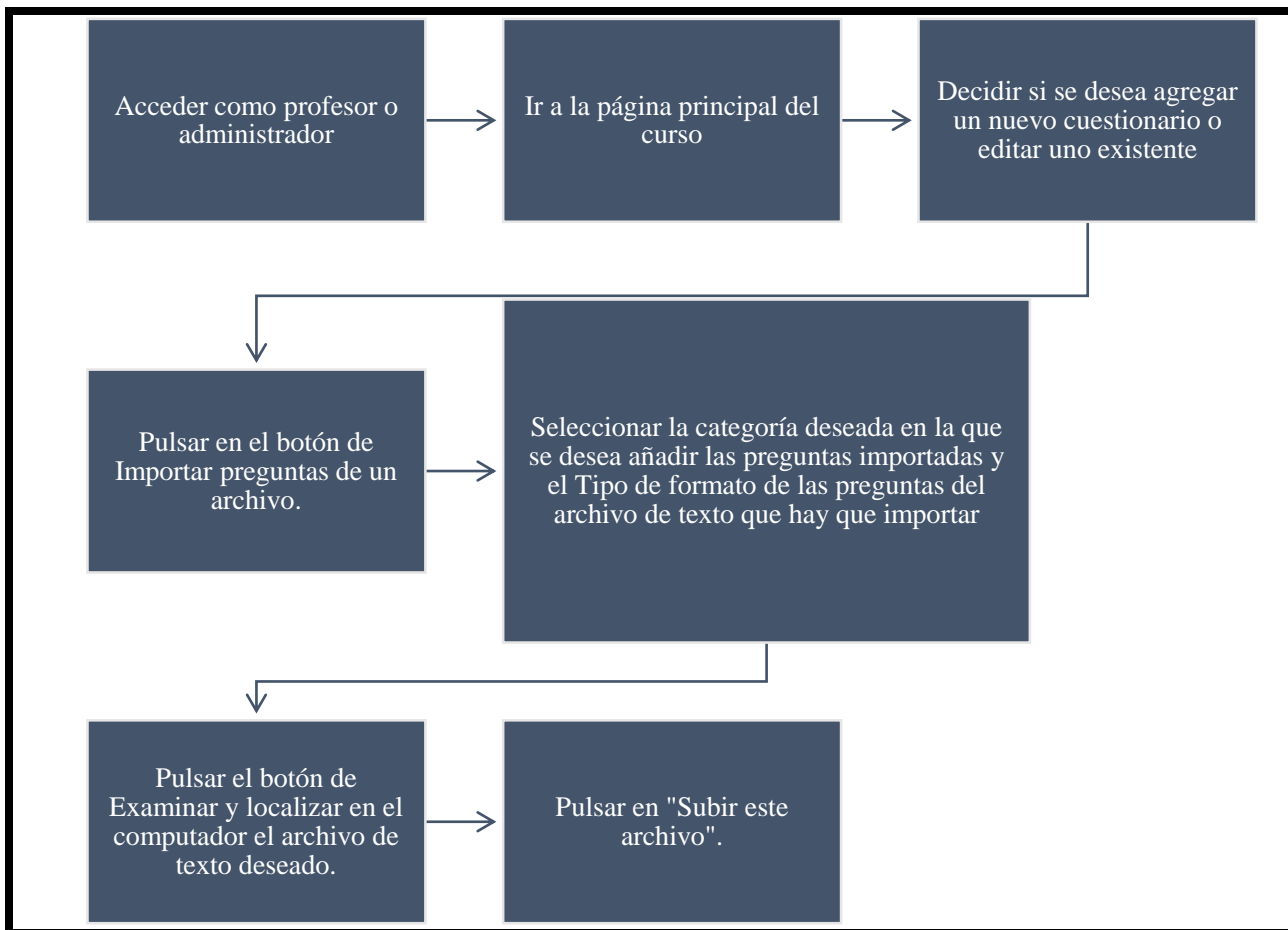 Acceder como profesor o
administrador
Ir a la página principal del
curso
Decidir si se desea agregar
un nuevo cuestionario o
editar uno existente
Pulsar en el botón de
Importar preguntas de un
archivo.
Seleccionar la categoría deseada en la que
se desea añadir las preguntas importadas y
el Tipo de formato de las preguntas del
archivo de texto que hay que importar
Pulsar el botón de
Examinar y localizar en el
computador el archivo de
texto deseado.
Pulsar en "Subir este
archivo".